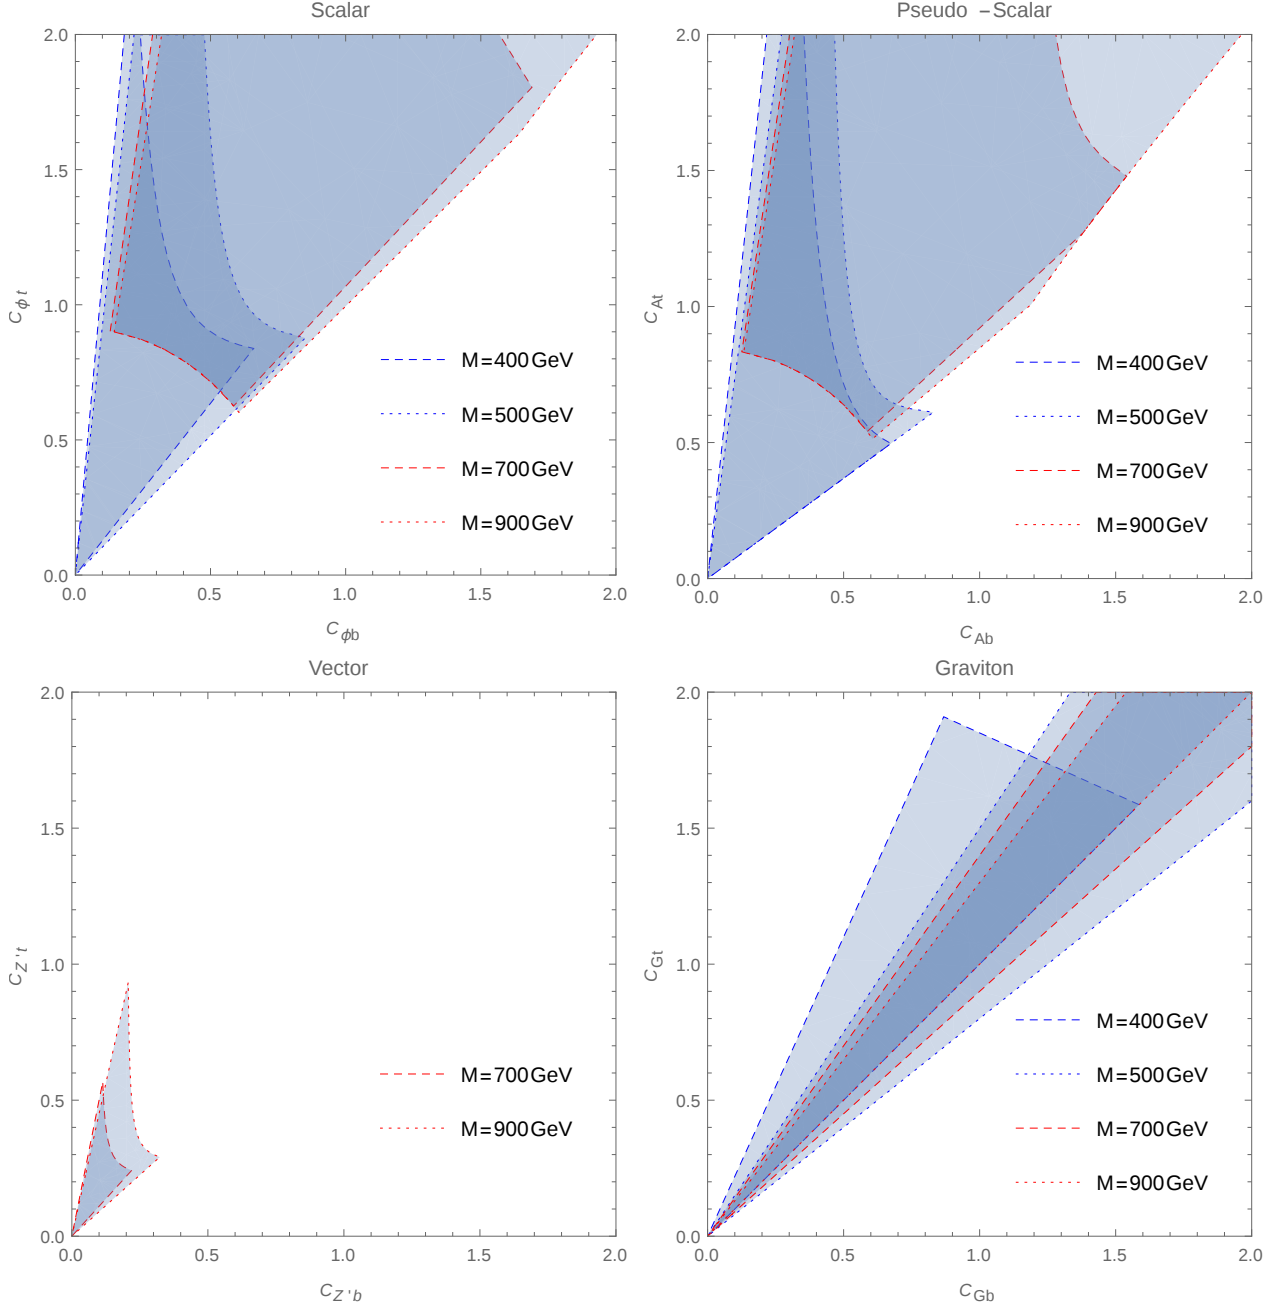 Scalar
2.0
1.5
1.0
0.5
0.0
C_ϕt
M=400GeV
M=500GeV
M=700GeV
M=900GeV
0.0 0.5 1.0 1.5 2.0
C_ϕb
Pseudo −Scalar
2.0
1.5
1.0
0.5
0.0
C_At
M=400GeV
M=500GeV
M=700GeV
M=900GeV
0.0 0.5 1.0 1.5 2.0
C_Ab
Vector
2.0
1.5
1.0
0.5
0.0
C_Z't
M=700GeV
M=900GeV
0.0 0.5 1.0 1.5 2.0
C_Z'b
Graviton
2.0
1.5
1.0
0.5
0.0
C_Gt
M=400GeV
M=500GeV
M=700GeV
M=900GeV
0.0 0.5 1.0 1.5 2.0
C_Gb